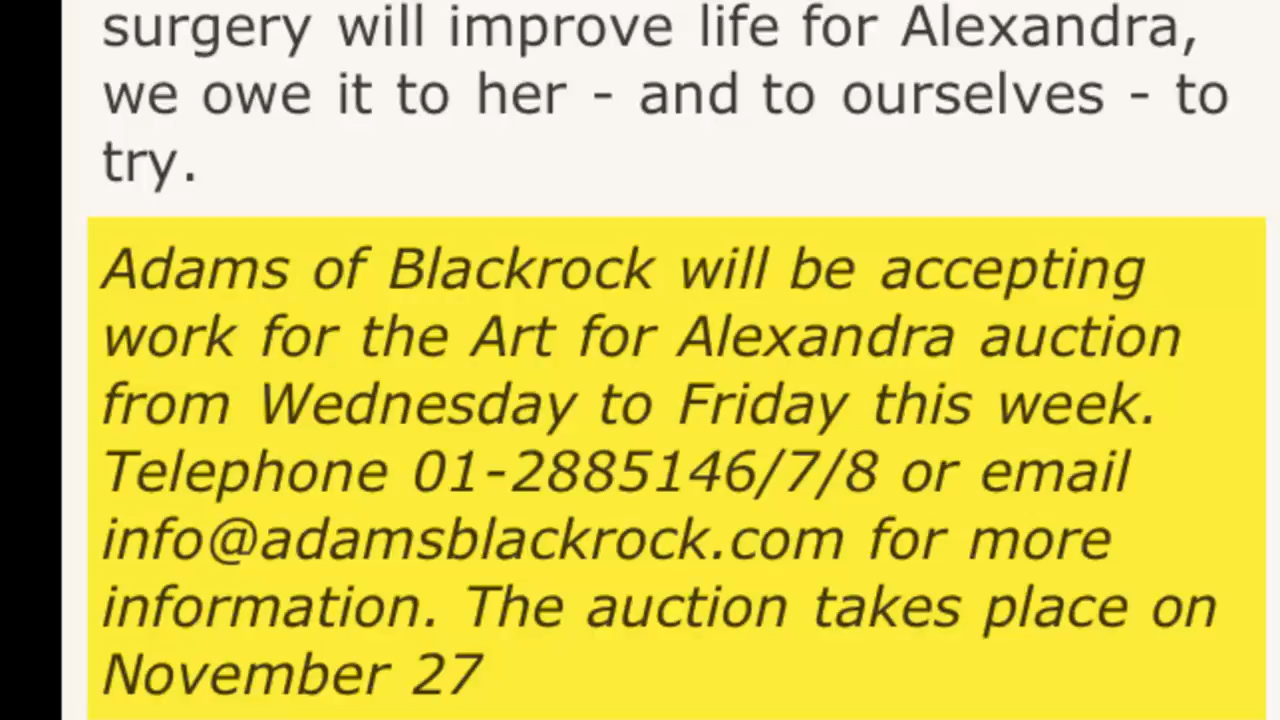 surgery will improve life for Alexandra,
we owe it to her - and to ourselves - to
try.
Adams of Blackrock will be accepting
work for the Art for Alexandra auction
from Wednesday to Friday this week.
Telephone 01-2885146/7/8 or email
info@adamsblackrock.com for more
information. The auction takes place on
November 27